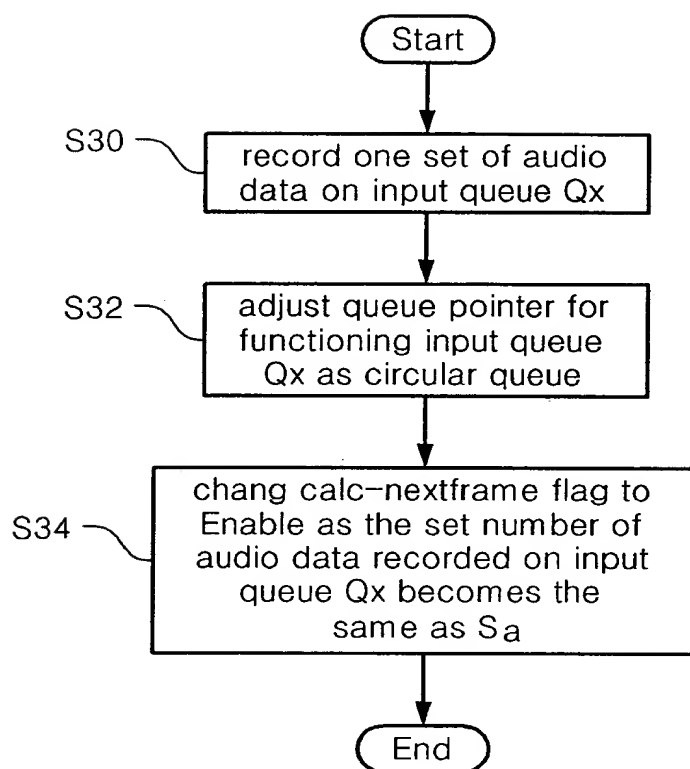 Start
S30
record one set of audio
data on input queue Qx
S32
adjust queue pointer for
functioning input queue
Qx as circular queue
S34
chang calc-nextframe flag to
Enable as the set number of
audio data recorded on input
queue Qx becomes the
same as Sa
End